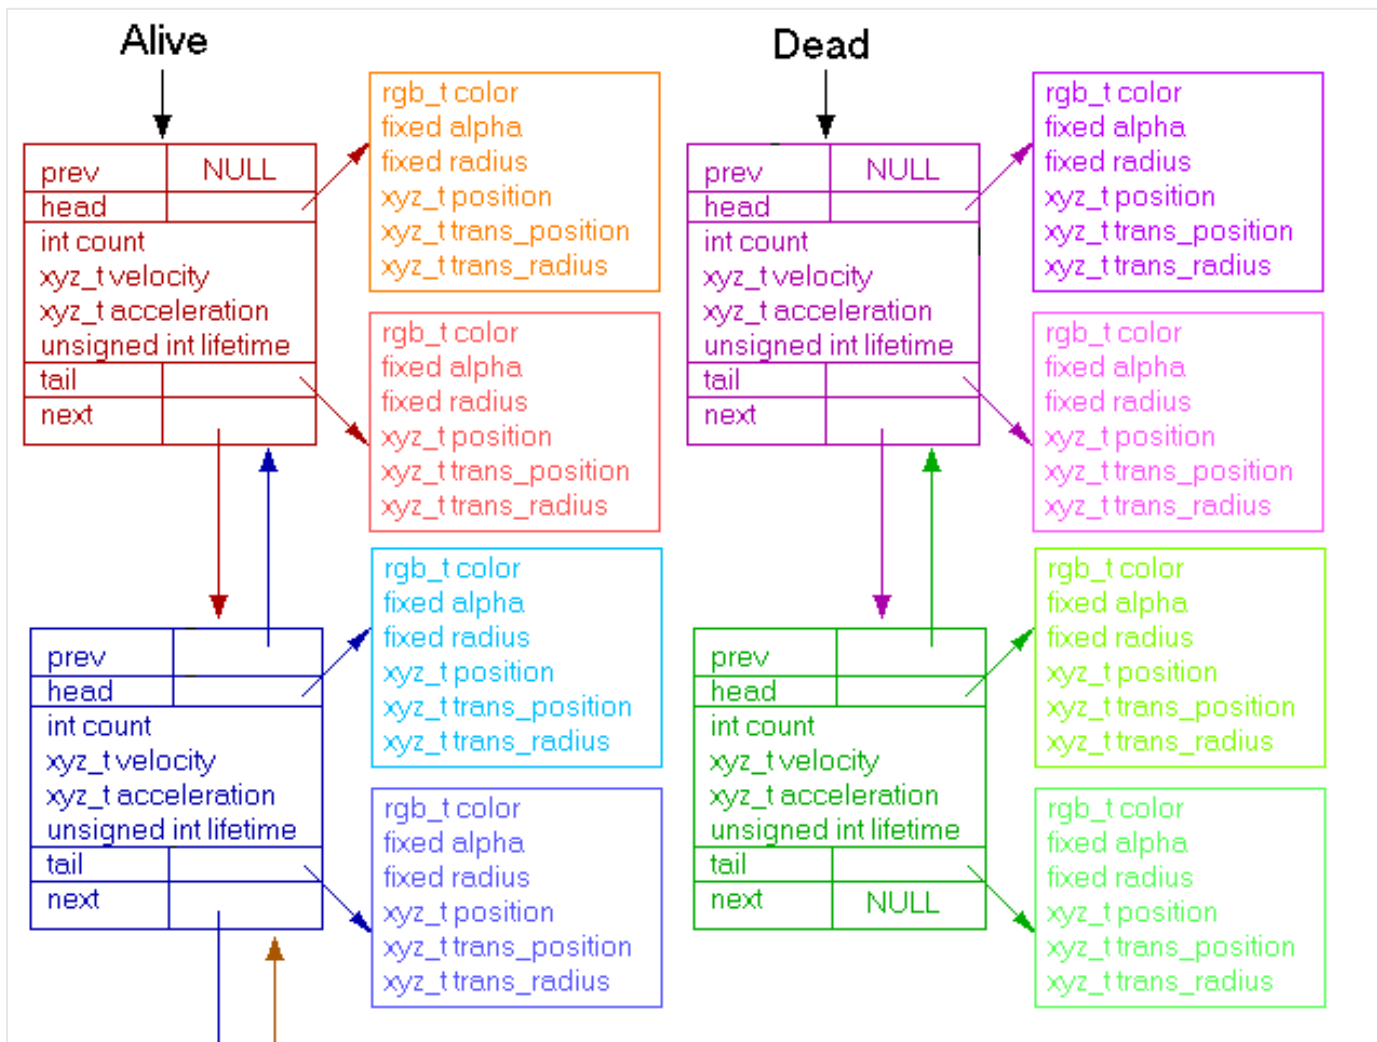 Alive
prev NULL
head
int count
xyz_t velocity
xyz_t acceleration
unsigned int lifetime
tail
next
rgb_t color
fixed alpha
fixed radius
xyz_t position
xyz_t trans_position
xyz_t trans_radius
rgb_t color
fixed alpha
fixed radius
xyz_t position
xyz_t trans_position
xyz_t trans_radius
prev
head
int count
xyz_t velocity
xyz_t acceleration
unsigned int lifetime
tail
next
rgb_t color
fixed alpha
fixed radius
xyz_t position
xyz_t trans_position
xyz_t trans_radius
rgb_t color
fixed alpha
fixed radius
xyz_t position
xyz_t trans_position
xyz_t trans_radius
Dead
prev NULL
head
int count
xyz_t velocity
xyz_t acceleration
unsigned int lifetime
tail
next
rgb_t color
fixed alpha
fixed radius
xyz_t position
xyz_t trans_position
xyz_t trans_radius
rgb_t color
fixed alpha
fixed radius
xyz_t position
xyz_t trans_position
xyz_t trans_radius
prev
head
int count
xyz_t velocity
xyz_t acceleration
unsigned int lifetime
tail
next NULL
rgb_t color
fixed alpha
fixed radius
xyz_t position
xyz_t trans_position
xyz_t trans_radius
rgb_t color
fixed alpha
fixed radius
xyz_t position
xyz_t trans_position
xyz_t trans_radius